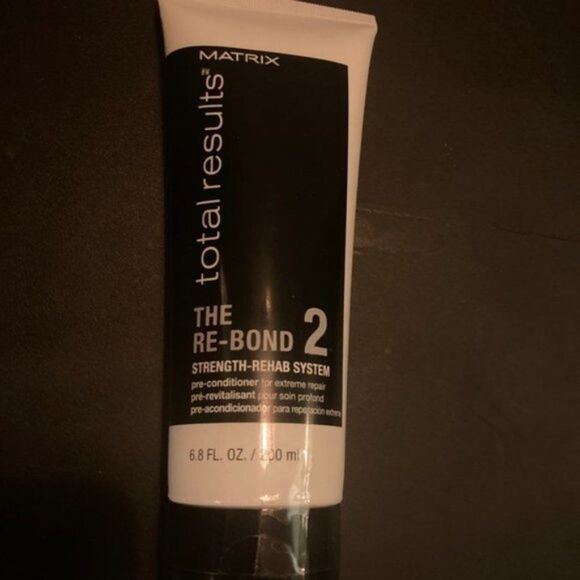 MATRIX
total results
THE
RE-BOND 2
STRENGTH-REHAB SYSTEM
pre-conditioner for extreme repair
pré-revitalisant pour soin profond
pre-acondicionador para reparación extrema
6.8 FL. OZ. / 200 ml